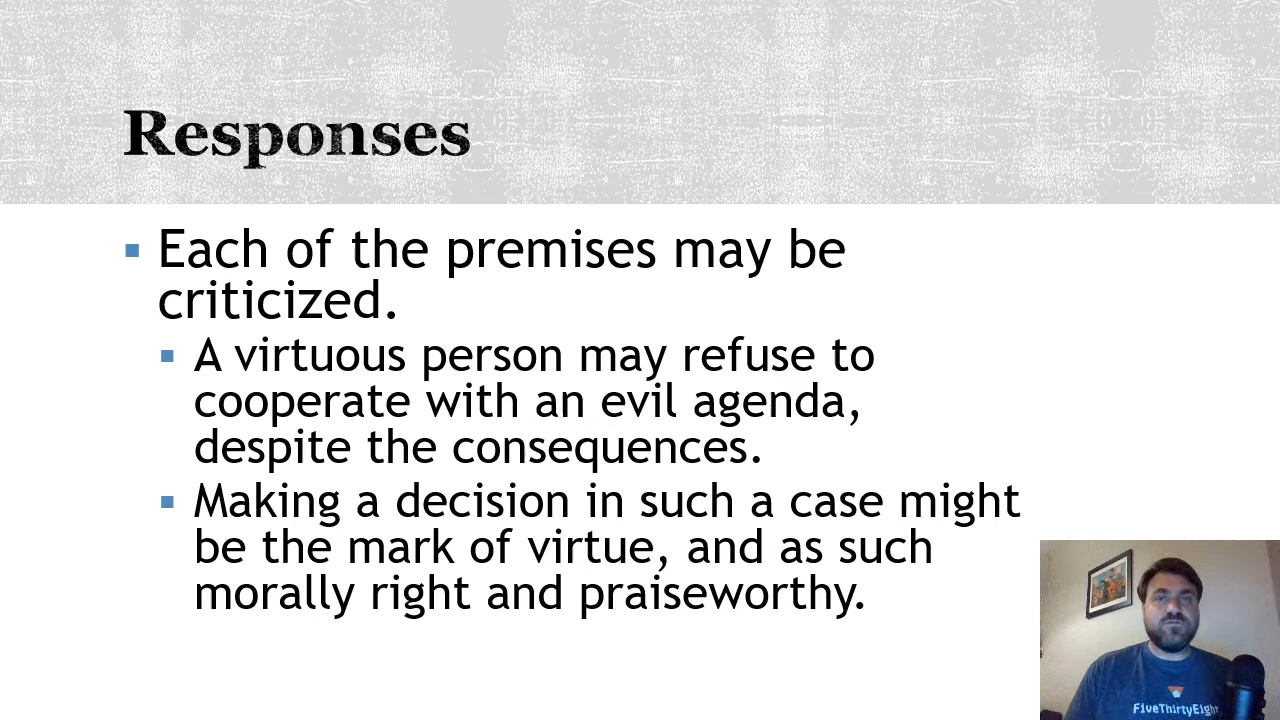 Responses
▪ Each of the premises may be
criticized.
▪ A virtuous person may refuse to
cooperate with an evil agenda,
despite the consequences.
▪ Making a decision in such a case might
be the mark of virtue, and as such
morally right and praiseworthy.
FiveThirtyEight